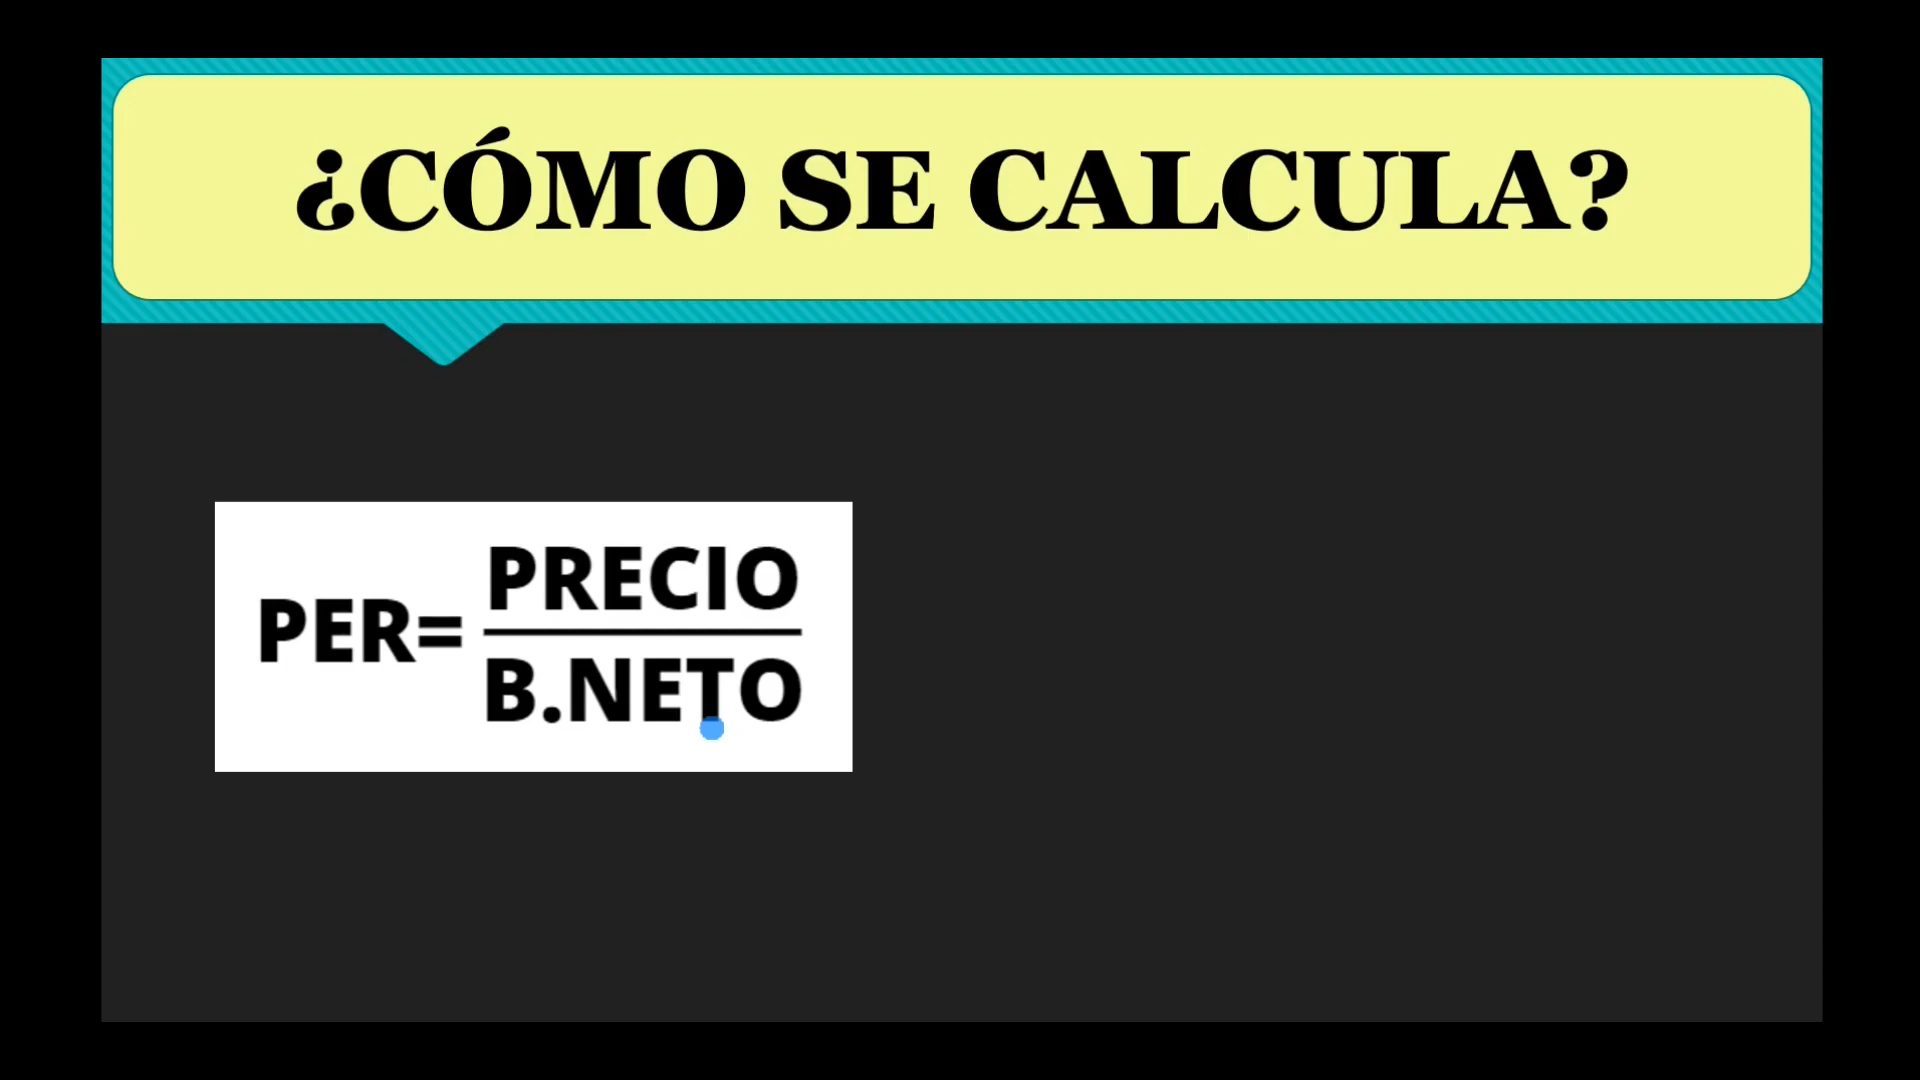 ¿CÓMO SE CALCULA?
PER=
PRECIO
B.NETO